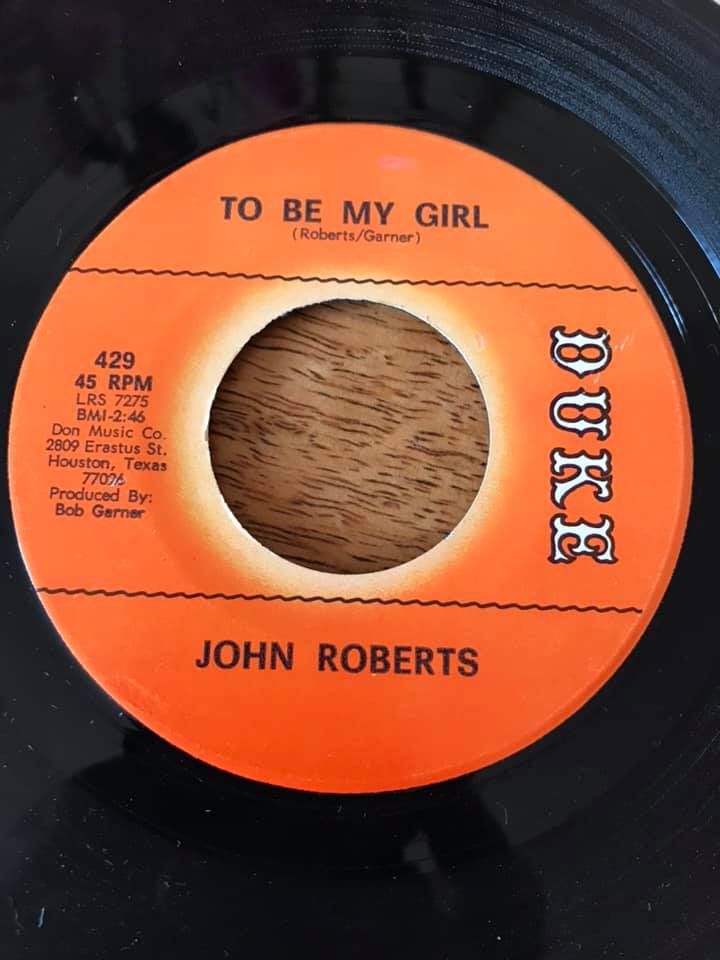 TO BE MY GIRL
(Roberts/Garner)
429
45 RPM
LRS 7275
BMI-2:46
Don Music Co.
2809 Erastus St.
Houston, Texas
77026
Produced By:
Bob Garner
DUKE
JOHN ROBERTS